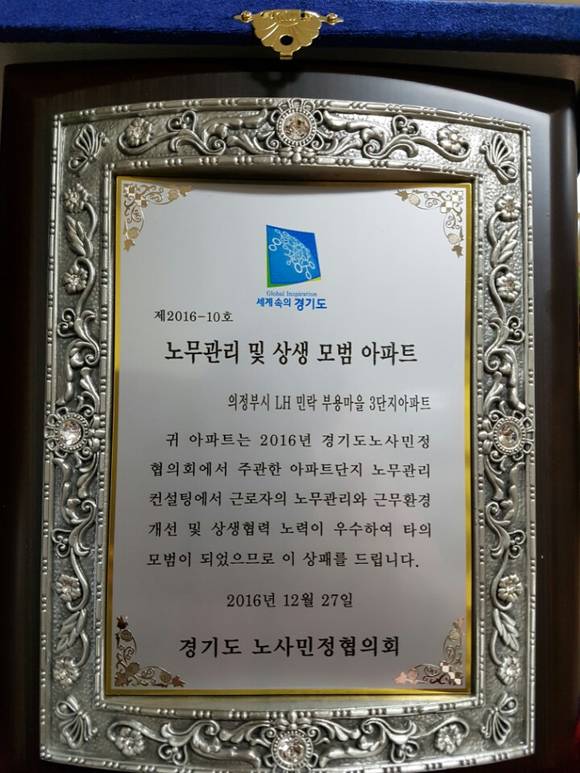 Global Inspiration
세계 속의 경기도
제2016-10호
노무관리 및 상생 모범 아파트
의정부시 LH 민락 부용마을 3단지아파트
귀 아파트는 2016년 경기도노사민정
협의회에서 주관한 아파트단지 노무관리
컨설팅에서 근로자의 노무관리와 근무환경
개선 및 상생협력 노력이 우수하여 타의
모범이 되었으므로 이 상패를 드립니다.
2016년 12월 27일
경기도 노사민정협의회